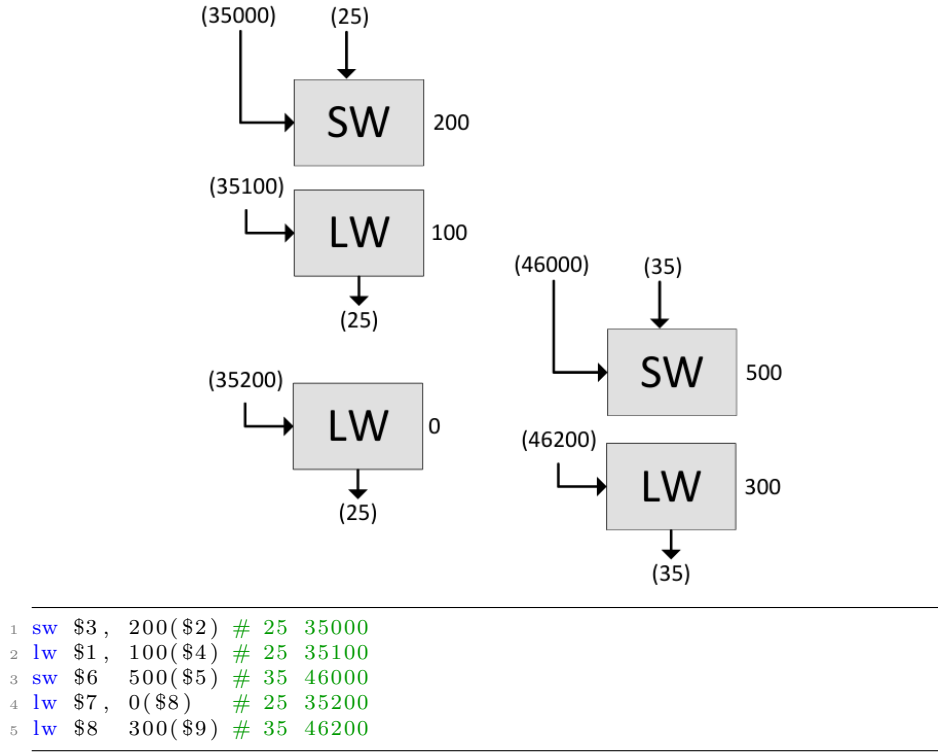 (35000) (25)
SW 200
(35100)
LW 100
(25)
(46000) (35)
SW 500
(35200)
LW 0
(25)
(46200)
LW 300
(35)
1 sw $3, 200($2) # 25 35000
2 lw $1, 100($4) # 25 35100
3 sw $6 500($5) # 35 46000
4 lw $7, 0($8) # 25 35200
5 lw $8 300($9) # 35 46200